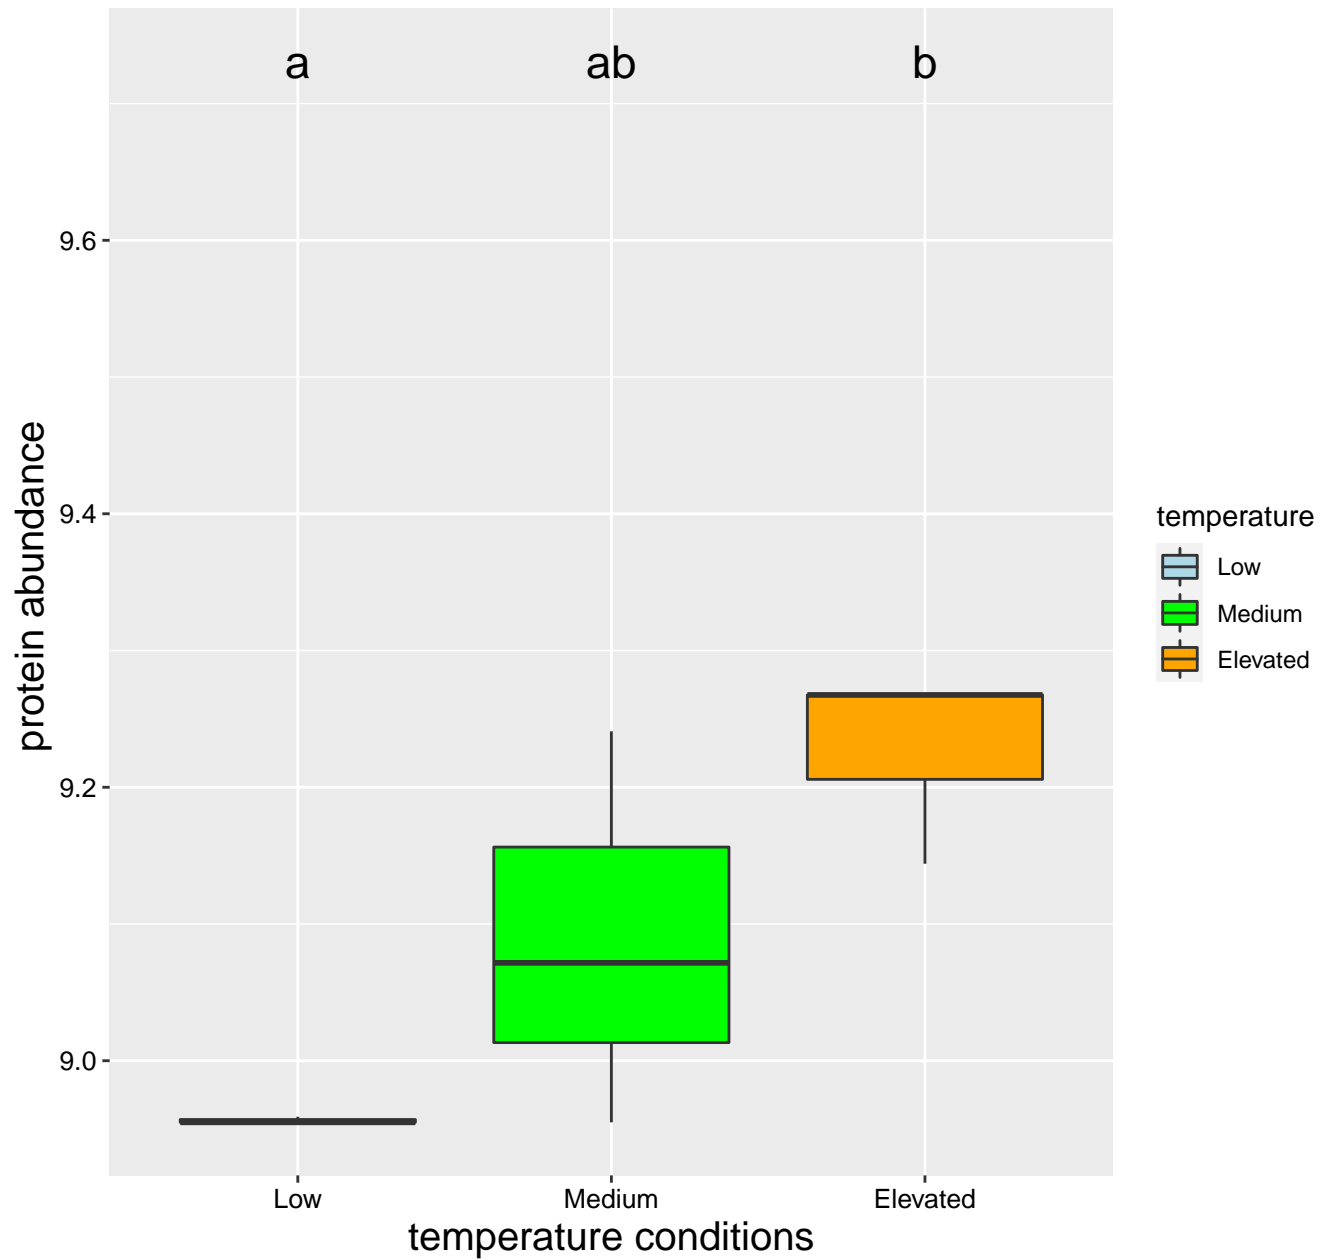 a ab b
9.6
9.4
9.2
9.0
protein abundance
Low Medium Elevated
temperature conditions
temperature
Low
Medium
Elevated